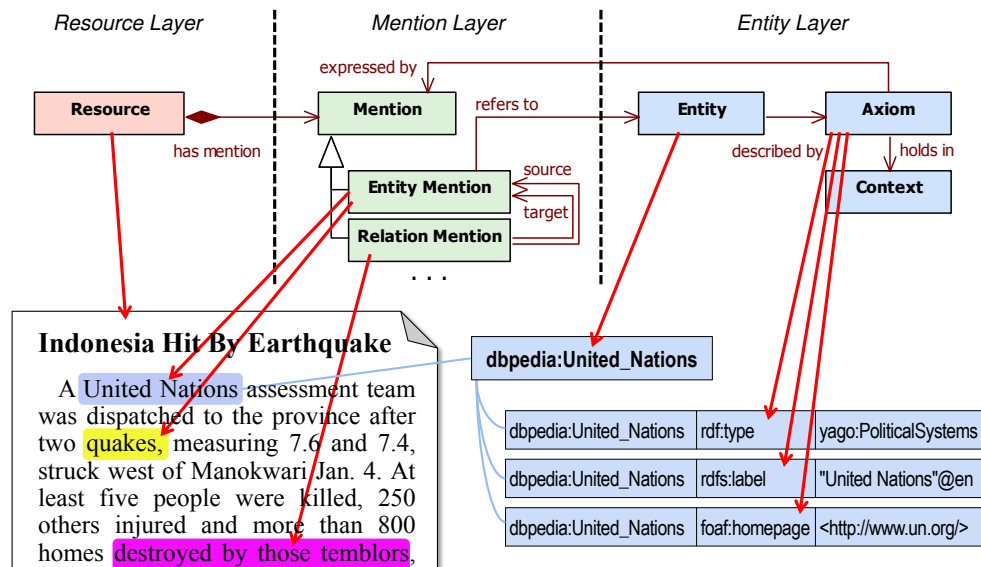 Resource Layer Mention Layer Entity Layer
expressed by
Resource Mention refers to Entity Axiom
has mention described by holds in
Entity Mention source Context
target
Relation Mention
. . .
Indonesia Hit By Earthquake
A United Nations assessment team
was dispatched to the province after
two quakes, measuring 7.6 and 7.4,
struck west of Manokwari Jan. 4. At
least five people were killed, 250
others injured and more than 800
homes destroyed by those temblors,
dbpedia:United_Nations
dbpedia:United_Nations rdf:type yago:PoliticalSystems
dbpedia:United_Nations rdfs:label "United Nations"@en
dbpedia:United_Nations foaf:homepage <http://www.un.org/>